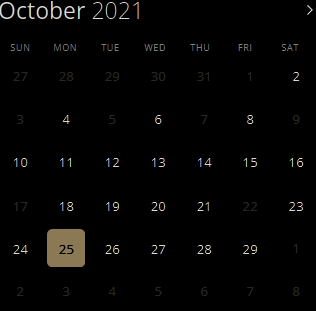 October 2021 >
SUN MON TUE WED THU FRI SAT
27 28 29 30 31 1 2
3 4 5 6 7 8 9
10 11 12 13 14 15 16
17 18 19 20 21 22 23
24 25 26 27 28 29 1
2 3 4 5 6 7 8